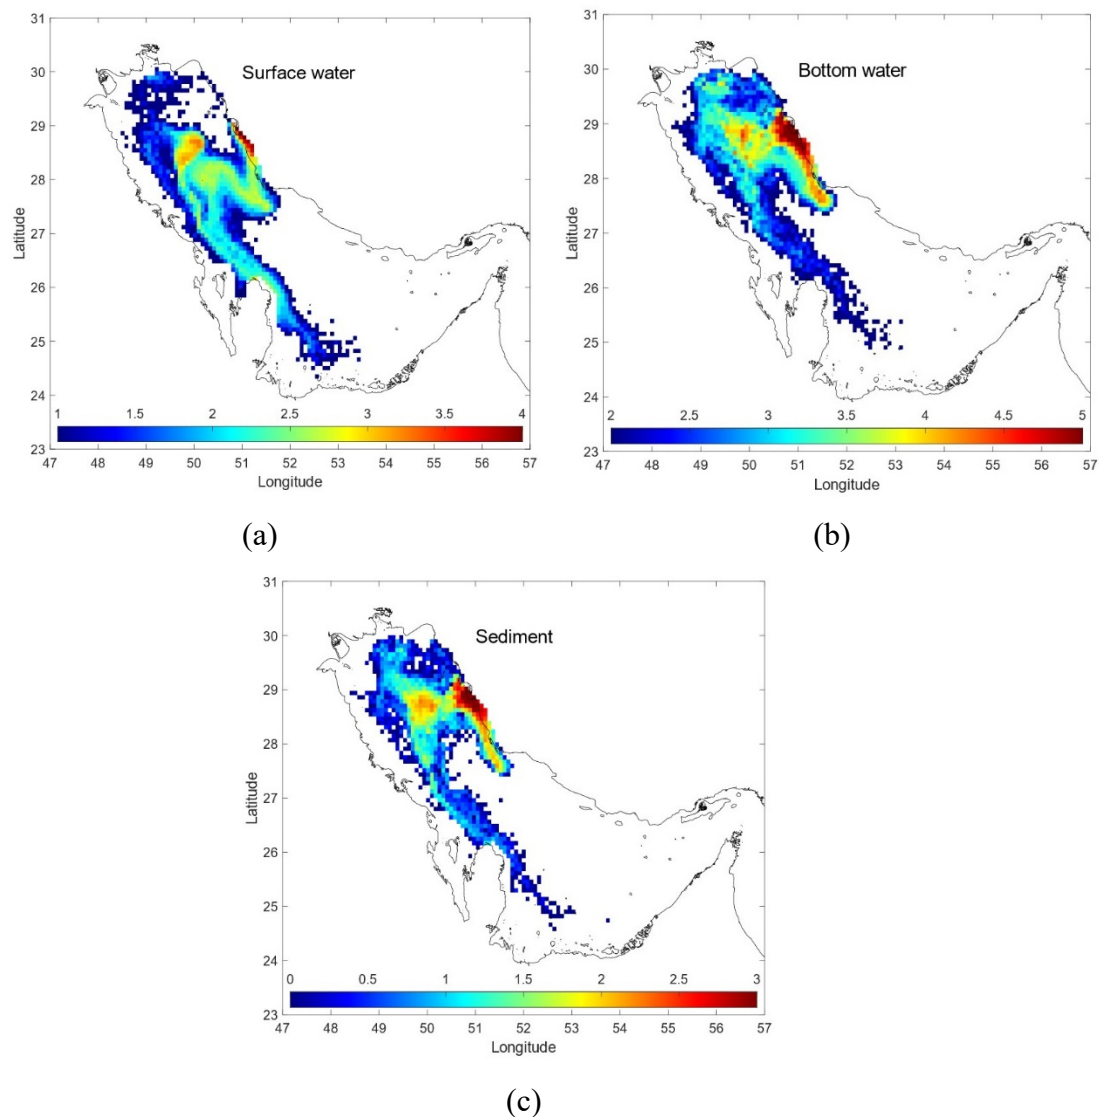 31
30
29
28
27
26
25
24
23
Latitude
Surface water
1 1.5 2 2.5 3 3.5 4
47 48 49 50 51 52 53 54 55 56 57
Longitude
(a)
31
30
29
28
27
26
25
24
23
Latitude
Bottom water
2 2.5 3 3.5 4 4.5 5
47 48 49 50 51 52 53 54 55 56 57
Longitude
(b)
31
30
29
28
27
26
25
24
23
Latitude
Sediment
0 0.5 1 1.5 2 2.5 3
47 48 49 50 51 52 53 54 55 56 57
Longitude
(c)